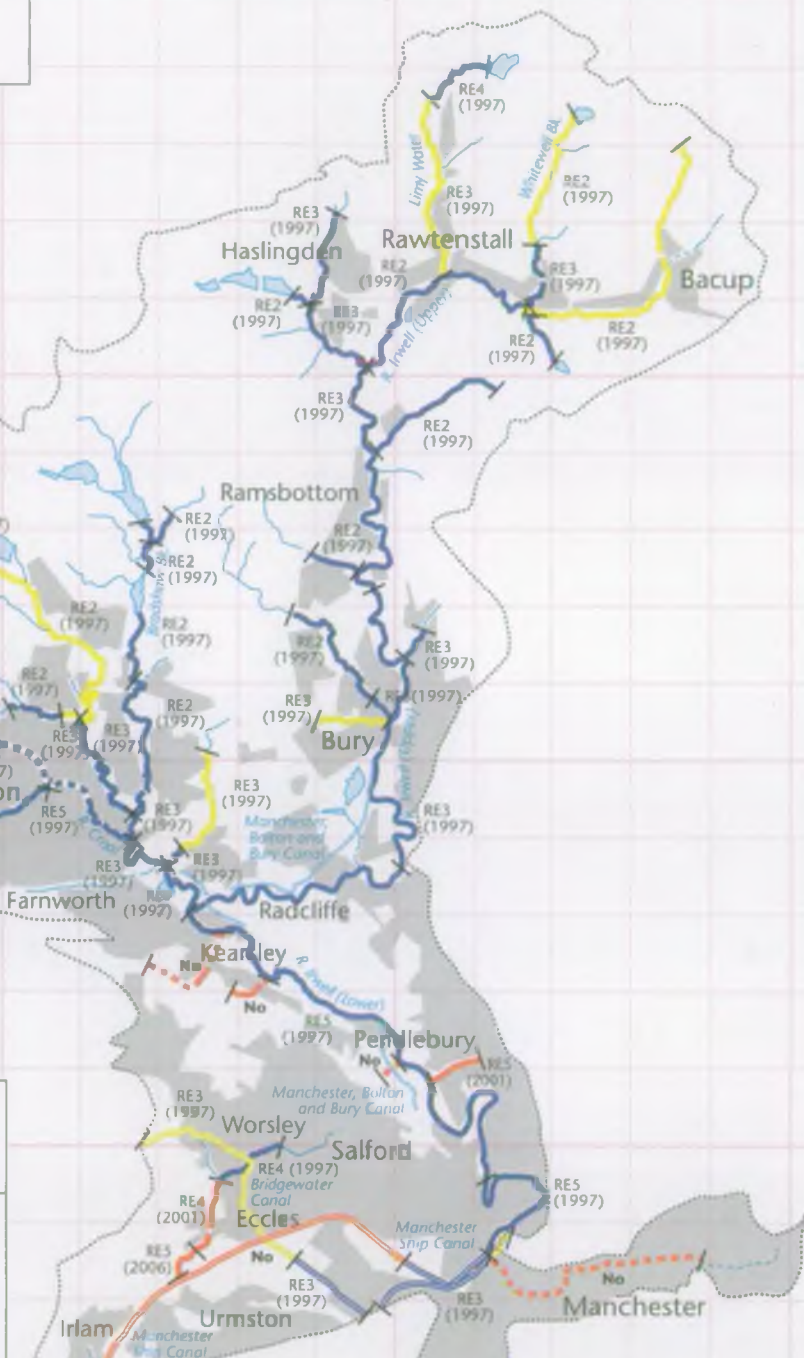 RE4
(1997)
Limy Water
Whitewell Bk
RE3
(1997)
RE2
(1997)
RE3
(1997)
Haslingden
Rawtenstall
RE2
(1997)
RE3
(1997)
Bacup
RE2
(1997)
(1997)
R. Irwell (Upper)
RE2
(1997)
RE2
(1997)
RE3
(1997)
RE2
(1997)
Ramsbottom
RE2
RE2
(1997)
RE2
(1997)
Bradshaw Bk
RE2
(1997)
RE2
(1997)
RE2
(1997)
RE3
(1997)
RE2
(1997)
RE2
(1997)
RE3
(1997)
(1997)
Bury
RE3
RE3
(1997)
RE3
(1997)
RE5
(1997)
R. Croal
RE3
(1997)
Manchester,
Bolton and
Bury Canal
RE3
(1997)
RE3
(1997)
RE3
(1997)
Farnworth
(1997)
Radcliffe
Kearsley
No
No
R. Irwell (Lower)
RE5
(1997)
Pendlebury
No
RE5
(2001)
Manchester, Bolton
and Bury Canal
RE3
(1997)
Worsley
Salford
RE4 (1997)
Bridgewater
Canal
RE5
(1997)
RE4
(2001)
Eccles
Manchester
Ship Canal
No
RE5
(2006)
RE3
(1997)
No
RE3
(1997)
Manchester
Urmston
Irlam
Manchester
Ship Canal